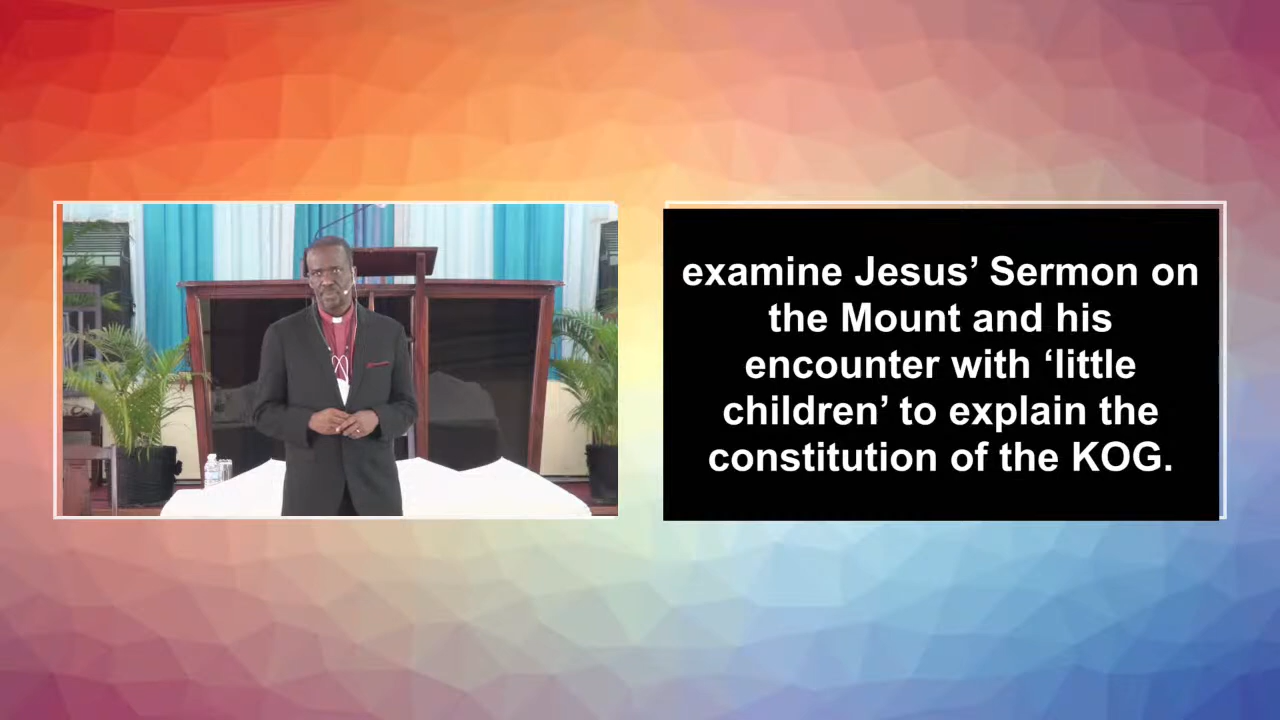 examine Jesus’ Sermon on
the Mount and his
encounter with ‘little
children’ to explain the
constitution of the KOG.